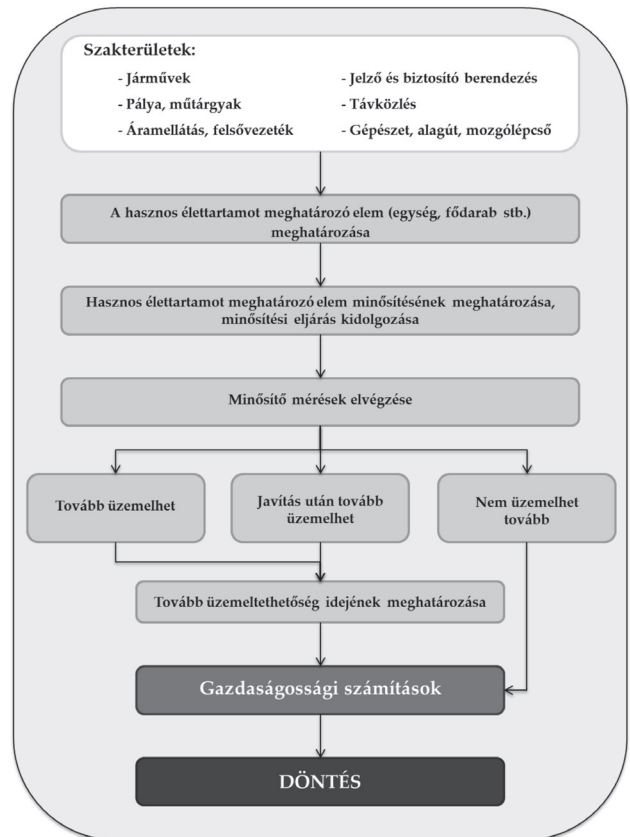 Szakterületek:
- Járművek
- Pálya, műtárgyak
- Áramellátás, felsővezeték
- Jelző és biztosító berendezés
- Távközlés
- Gépészet, alagút, mozgólépcső
A hasznos élettartamot meghatározó elem (egység, fődarab stb.)
meghatározása
Hasznos élettartamot meghatározó elem minősítésének meghatározása,
minősítési eljárás kidolgozása
Minősítő mérések elvégzése
Tovább üzemelhet
Javítás után tovább
üzemelhet
Nem üzemelhet
tovább
Tovább üzemeltethetőség idejének meghatározása
Gazdaságossági számítások
DÖNTÉS